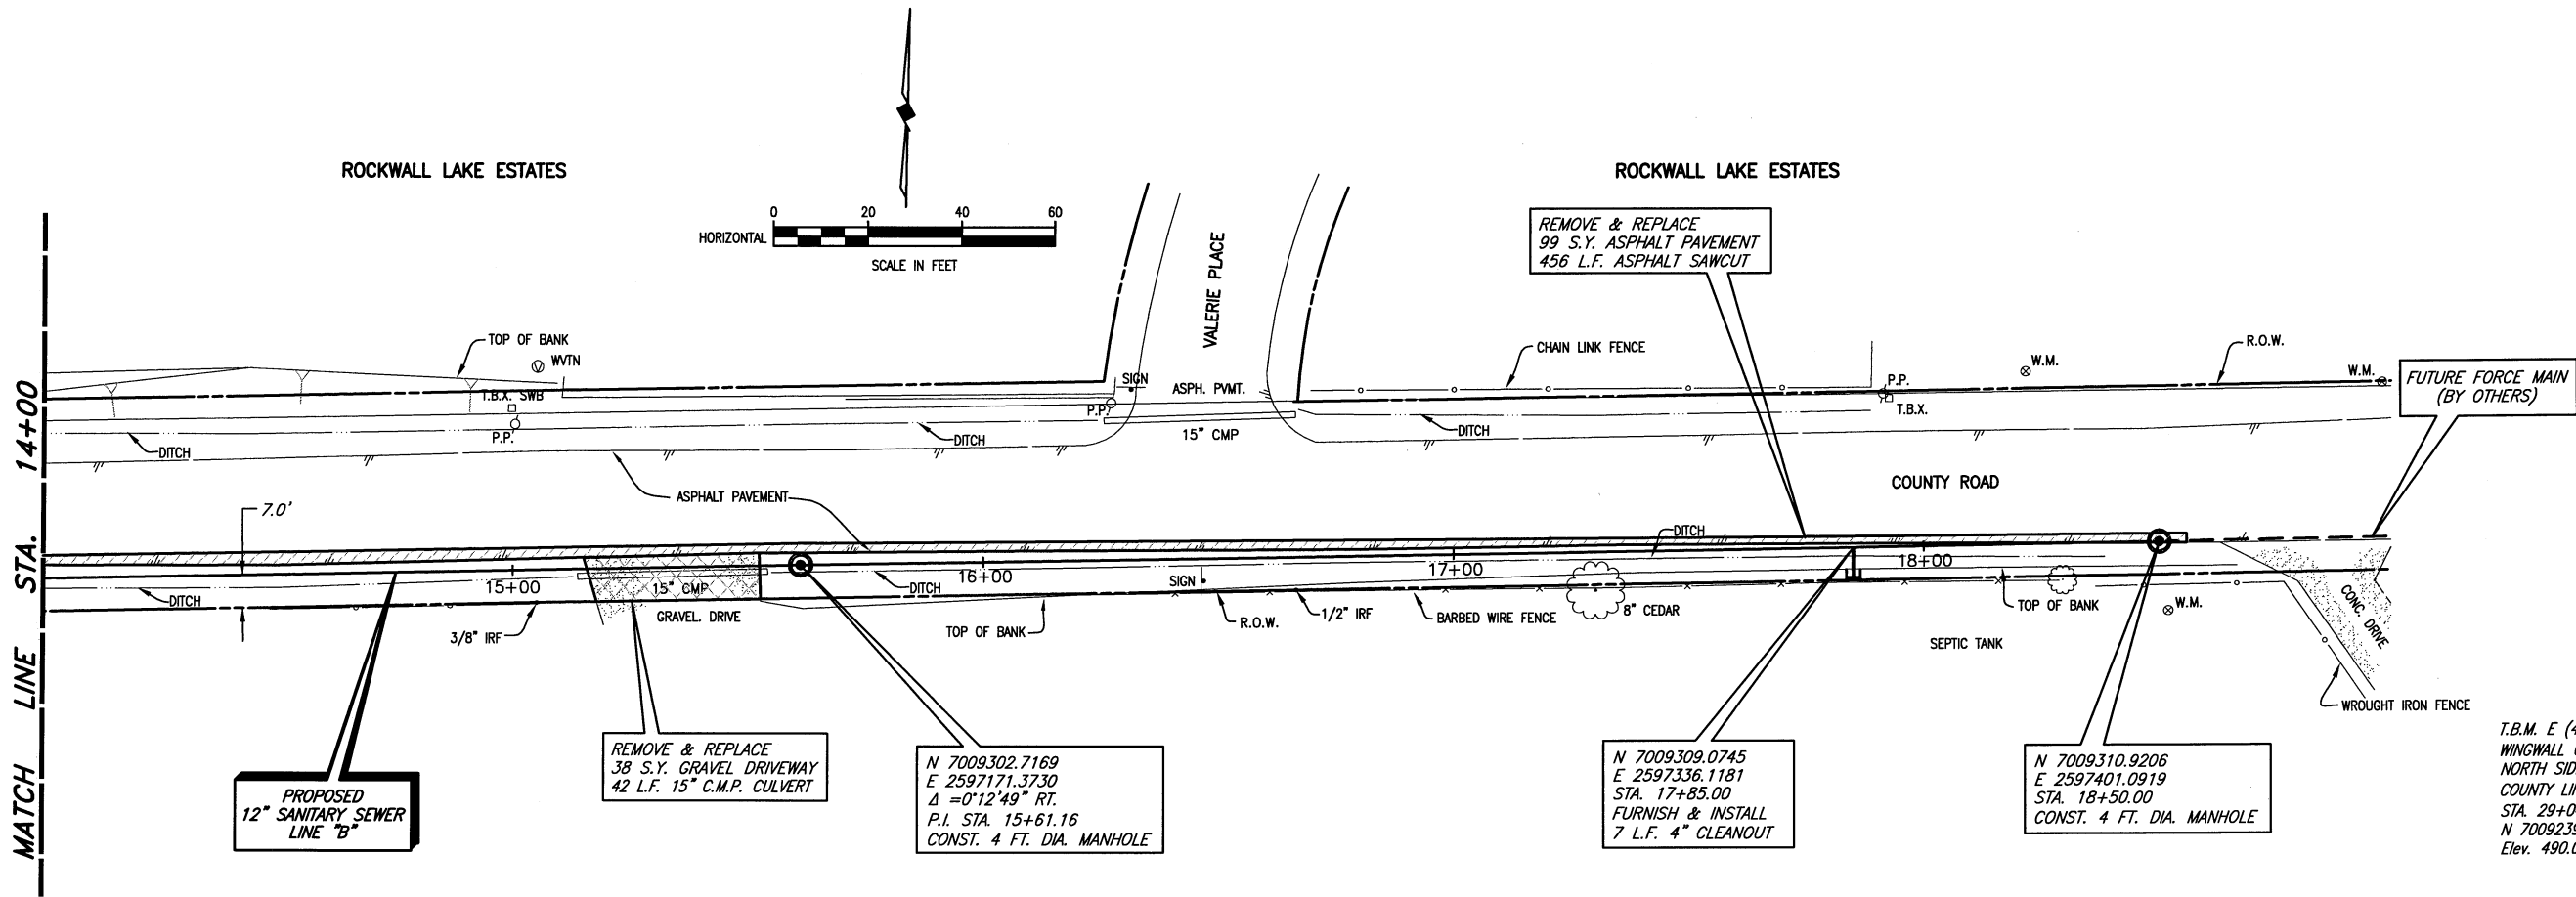 ROCKWALL LAKE ESTATES
ROCKWALL LAKE ESTATES
0 20 40 60
HORIZONTAL
SCALE IN FEET
REMOVE & REPLACE
99 S.Y. ASPHALT PAVEMENT
456 L.F. ASPHALT SAWCUT
VALERIE PLACE
TOP OF BANK
WVTN
CHAIN LINK FENCE
W.M.
R.O.W.
W.M.
FUTURE FORCE MAIN
(BY OTHERS)
T.B.X. SWB
SIGN
ASPH. PVMT.
P.P.
P.P.
T.B.X.
P.P.
DITCH
DITCH
15" CMP
DITCH
MATCH LINE STA. 14+00
COUNTY ROAD
ASPHALT PAVEMENT
7.0'
DITCH
15+00
15" CMP
16+00
17+00
18+00
DITCH
DITCH
SIGN
3/8" IRF
GRAVEL. DRIVE
TOP OF BANK
R.O.W.
1/2" IRF
BARBED WIRE FENCE
8" CEDAR
TOP OF BANK
W.M.
SEPTIC TANK
CONC. DRIVE
WROUGHT IRON FENCE
PROPOSED
12" SANITARY SEWER
LINE "B"
REMOVE & REPLACE
38 S.Y. GRAVEL DRIVEWAY
42 L.F. 15" C.M.P. CULVERT
N 7009302.7169
E 2597171.3730
Δ =0°12'49" RT.
P.I. STA. 15+61.16
CONST. 4 FT. DIA. MANHOLE
N 7009309.0745
E 2597336.1181
STA. 17+85.00
FURNISH & INSTALL
7 L.F. 4" CLEANOUT
N 7009310.9206
E 2597401.0919
STA. 18+50.00
CONST. 4 FT. DIA. MANHOLE
T.B.M. E (4
WINGWALL
NORTH SID
COUNTY LI
STA. 29+0
N 7009239
Elev. 490.